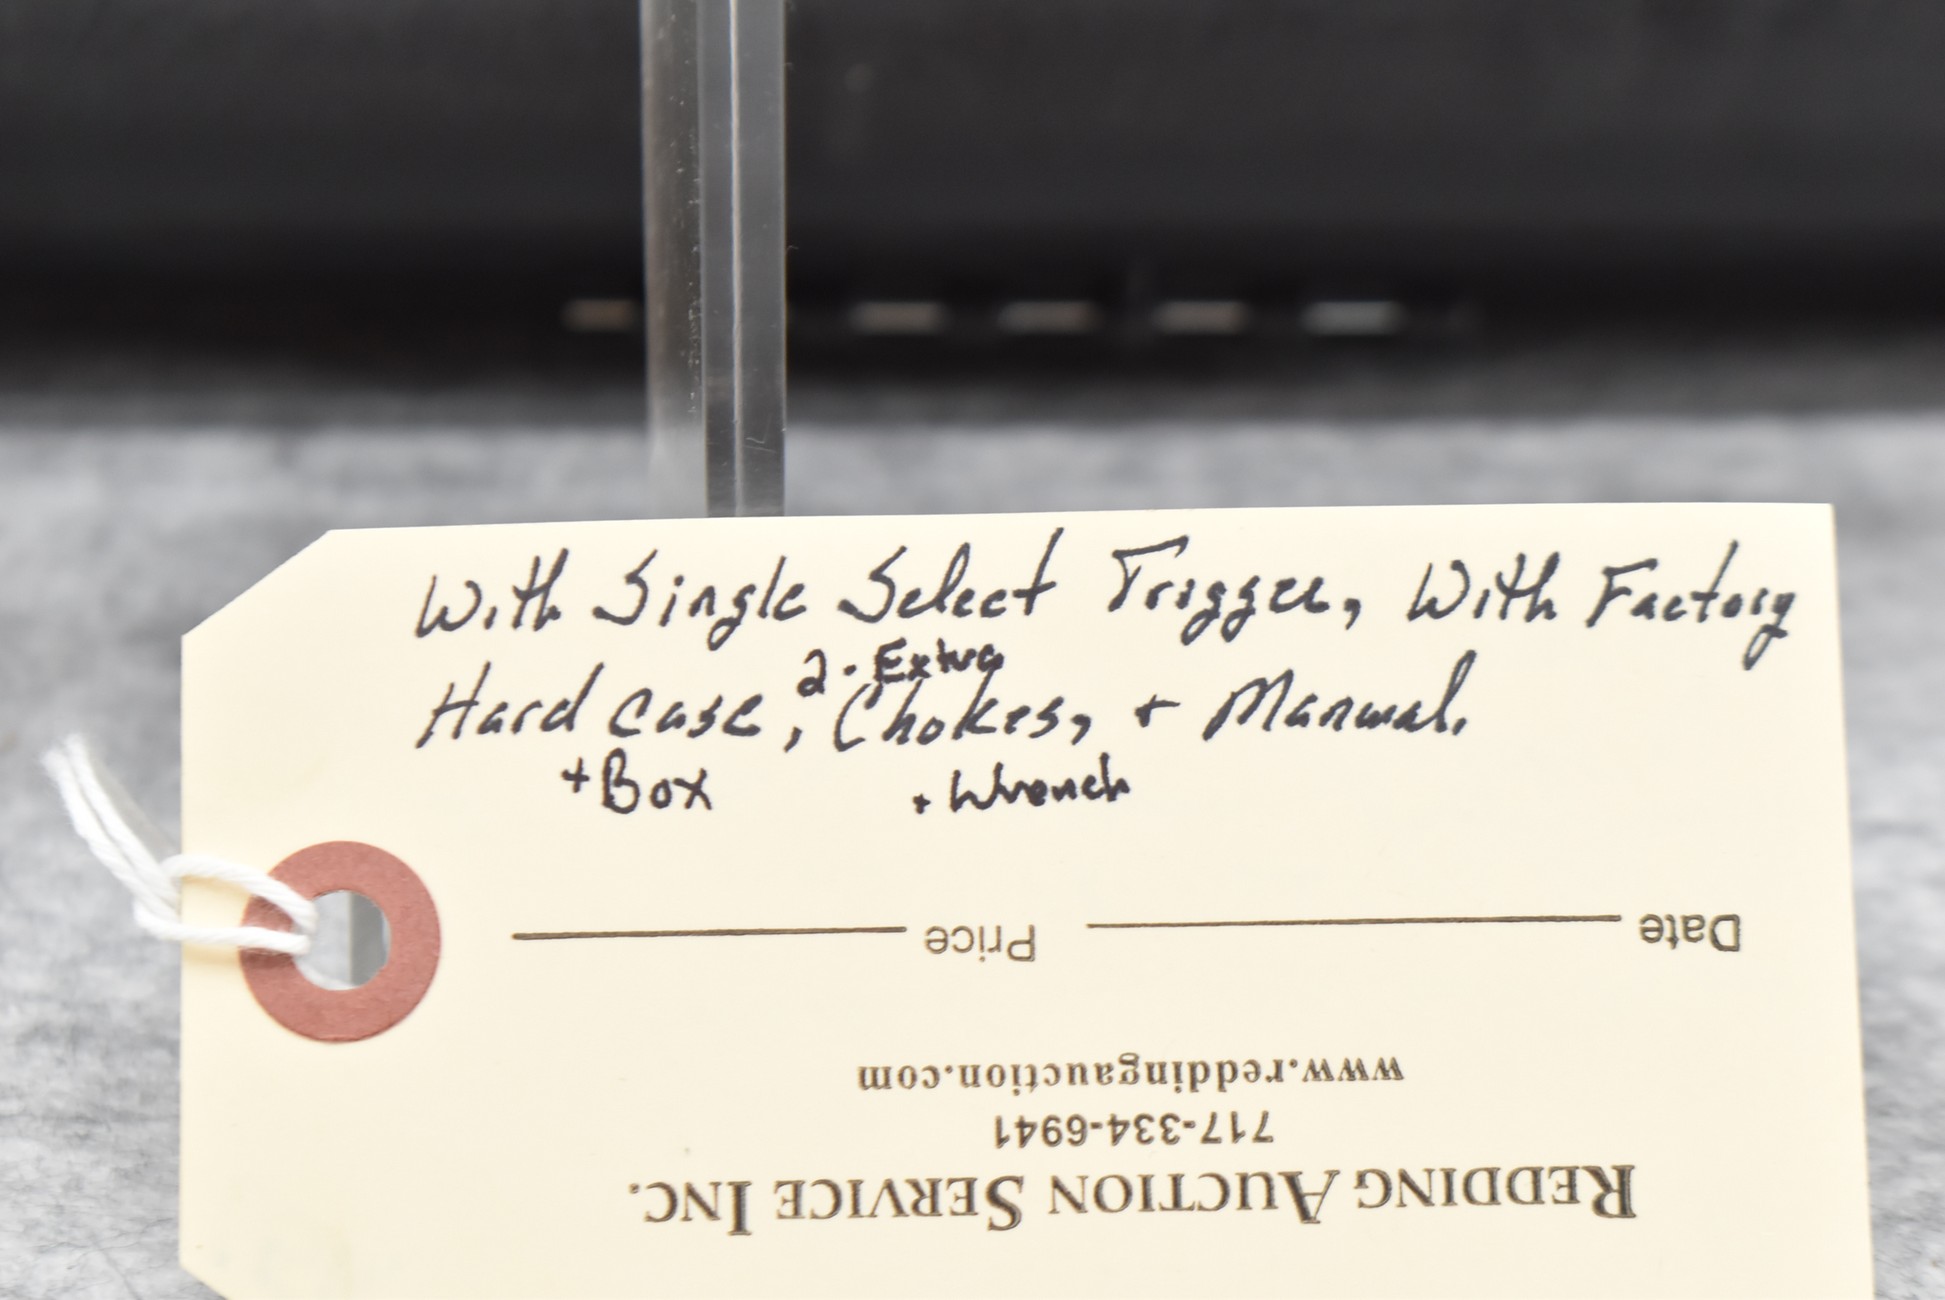 With Single Select Trigger, With Factory
2. Extra
Hard case, Chokes, + Manual.
+ Box . Wrench
Date Price
www.reddingauction.com
717-334-6941
REDDING AUCTION SERVICE INC.